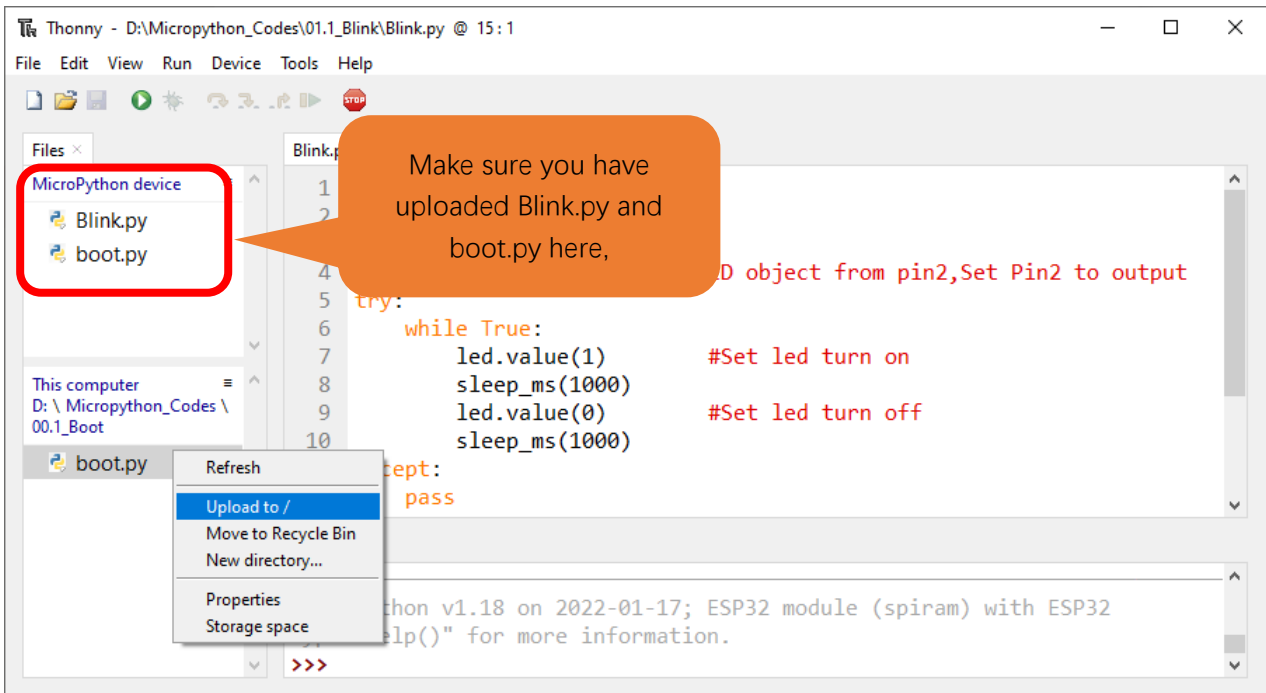 Thonny - D:\Micropython_Codes\01.1_Blink\Blink.py @ 15 : 1
File Edit View Run Device Tools Help
STOP
Files
MicroPython device
Blink.py
boot.py
This computer
D: \ Micropython_Codes \
00.1_Boot
boot.py
Refresh
Upload to /
Move to Recycle Bin
New directory...
Properties
Storage space
Make sure you have
uploaded Blink.py and
boot.py here,
Blink.p
1
2
4 D object from pin2,Set Pin2 to output
5 try:
6 while True:
7 led.value(1) #Set led turn on
8 sleep_ms(1000)
9 led.value(0) #Set led turn off
10 sleep_ms(1000)
cept:
pass
thon v1.18 on 2022-01-17; ESP32 module (spiram) with ESP32
elp()" for more information.
>>>